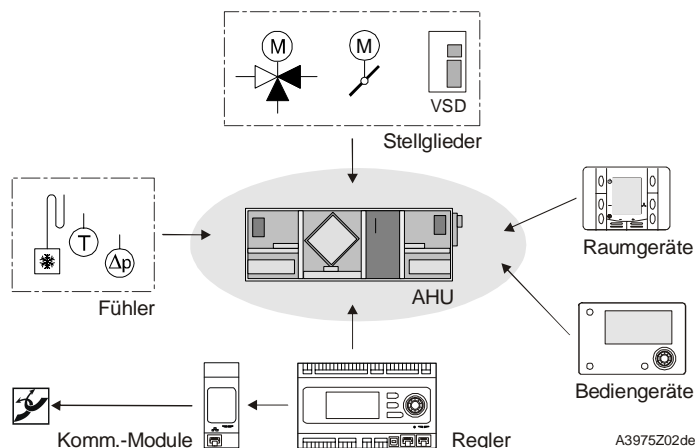 M
M
VSD
Stellglieder
T
Δp
Fühler
AHU
Raumgeräte
Bediengeräte
Komm.-Module
Regler
A3975Z02de